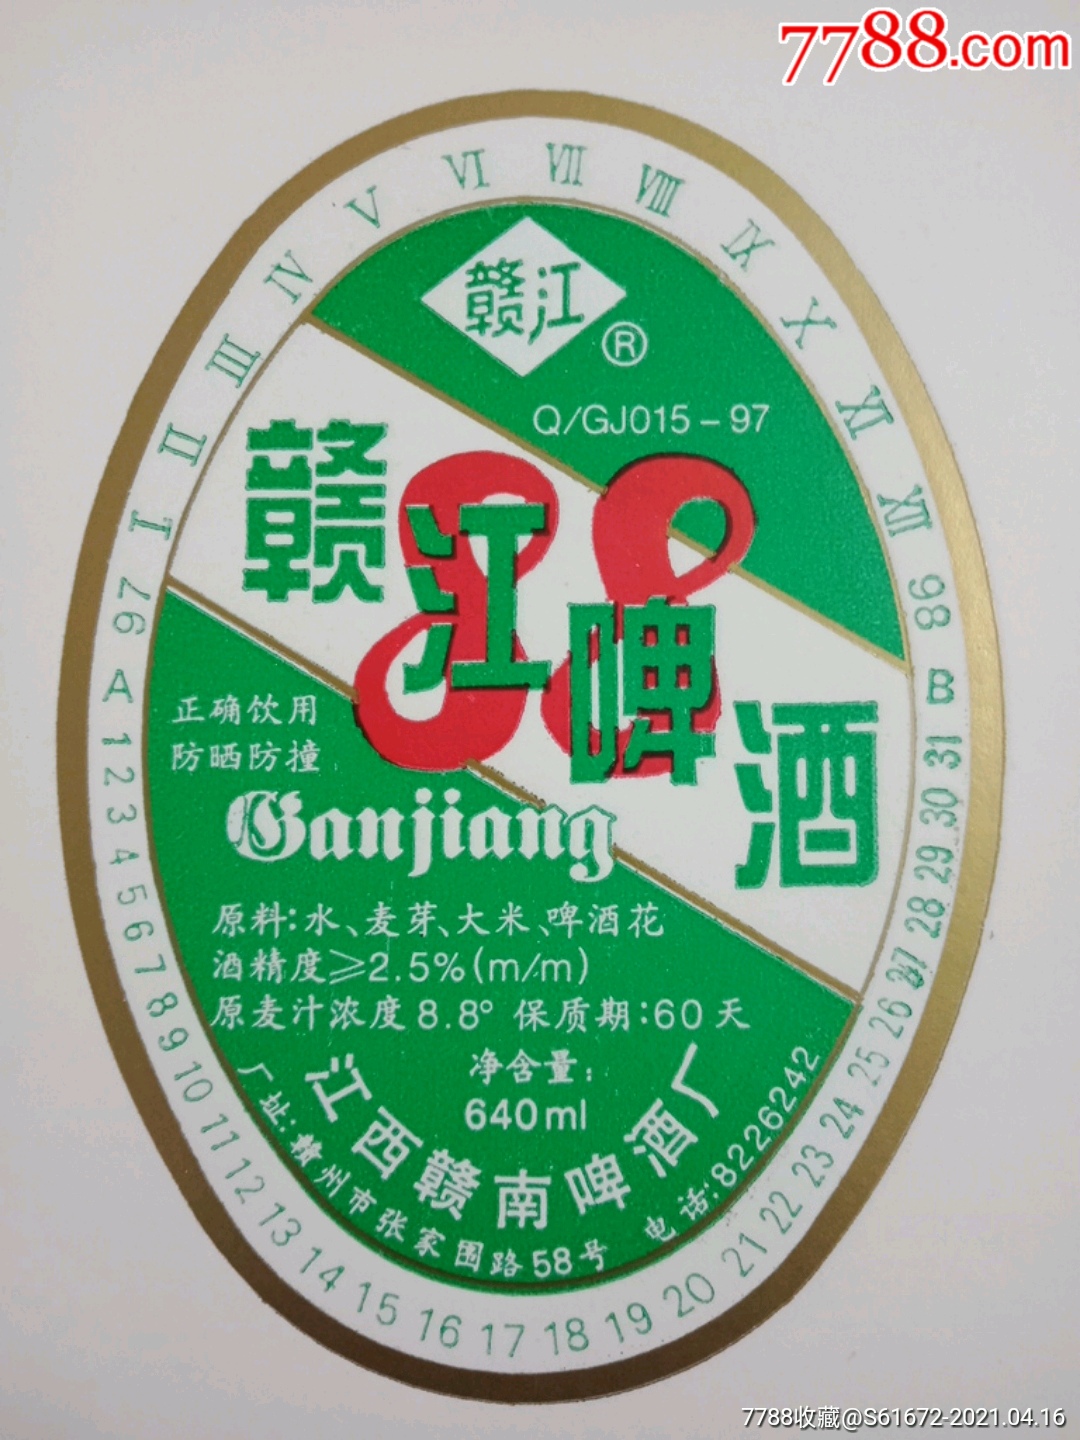 7788.com
赣江
®
Q/GJ015-97
88
赣江啤酒
正确饮用
防晒防撞
Ganjiang
原料:水、麦芽、大米、啤酒花
酒精度≥2.5%(m/m)
原麦汁浓度8.8° 保质期:60天
净含量:
640ml
江西赣南啤酒厂
厂址:赣州市张家围路58号 电话:8226242
I II III IV V VI VII VIII IX X XI XII
97 A 1 2 3 4 5 6 7 8 9 10 11 12 13 14 15 16 17 18 19 20 21 22 23 24 25 26 27 28 29 30 31 B 98
7788收藏@S61672-2021.04.16